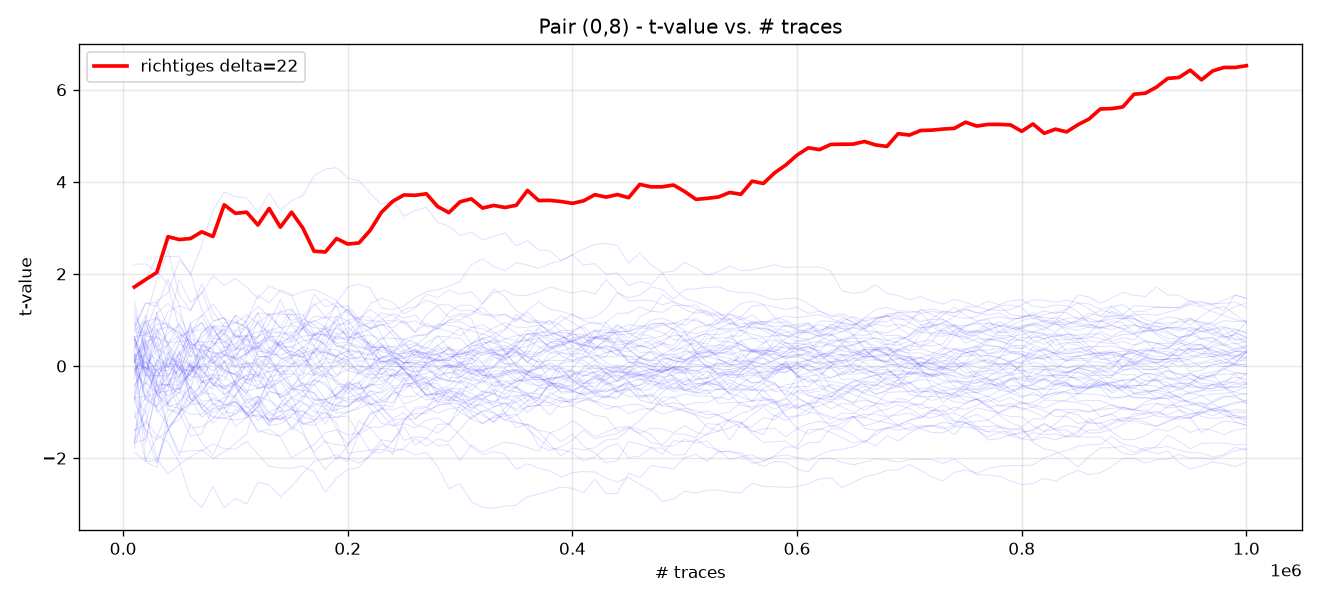 Pair (0,8) - t-value vs. # traces
richtiges delta=22
t-value
6
4
2
0
−2
0.0 0.2 0.4 0.6 0.8 1.0
1e6
# traces